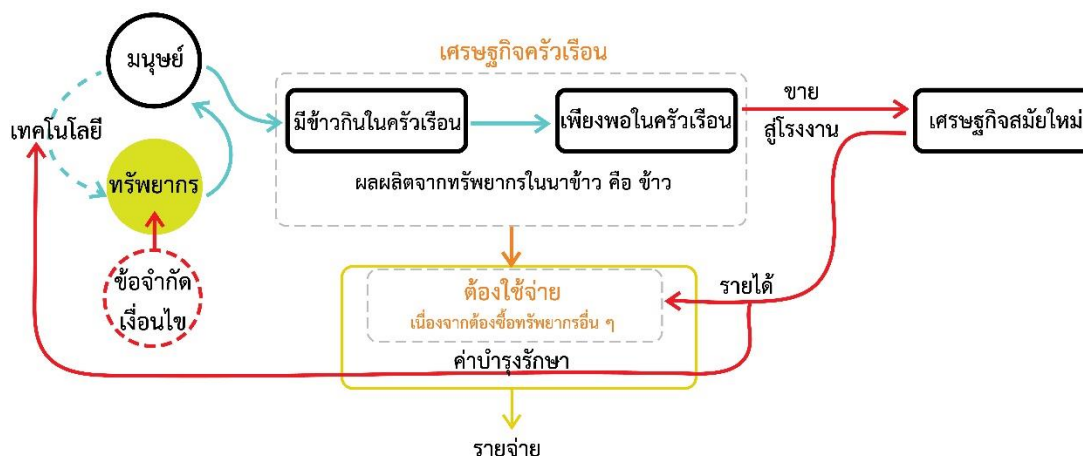 มนุษย์
เทคโนโลยี
ทรัพยากร
ข้อจำกัด
เงื่อนไข
เศรษฐกิจครัวเรือน
มีข้าวกินในครัวเรือน
เพียงพอในครัวเรือน
ผลผลิตจากทรัพยากรในนาข้าว คือ ข้าว
ขาย
สู่โรงงาน
เศรษฐกิจสมัยใหม่
ต้องใช้จ่าย
เนื่องจากต้องซื้อทรัพยากรอื่น ๆ
รายได้
ค่าบำรุงรักษา
รายจ่าย